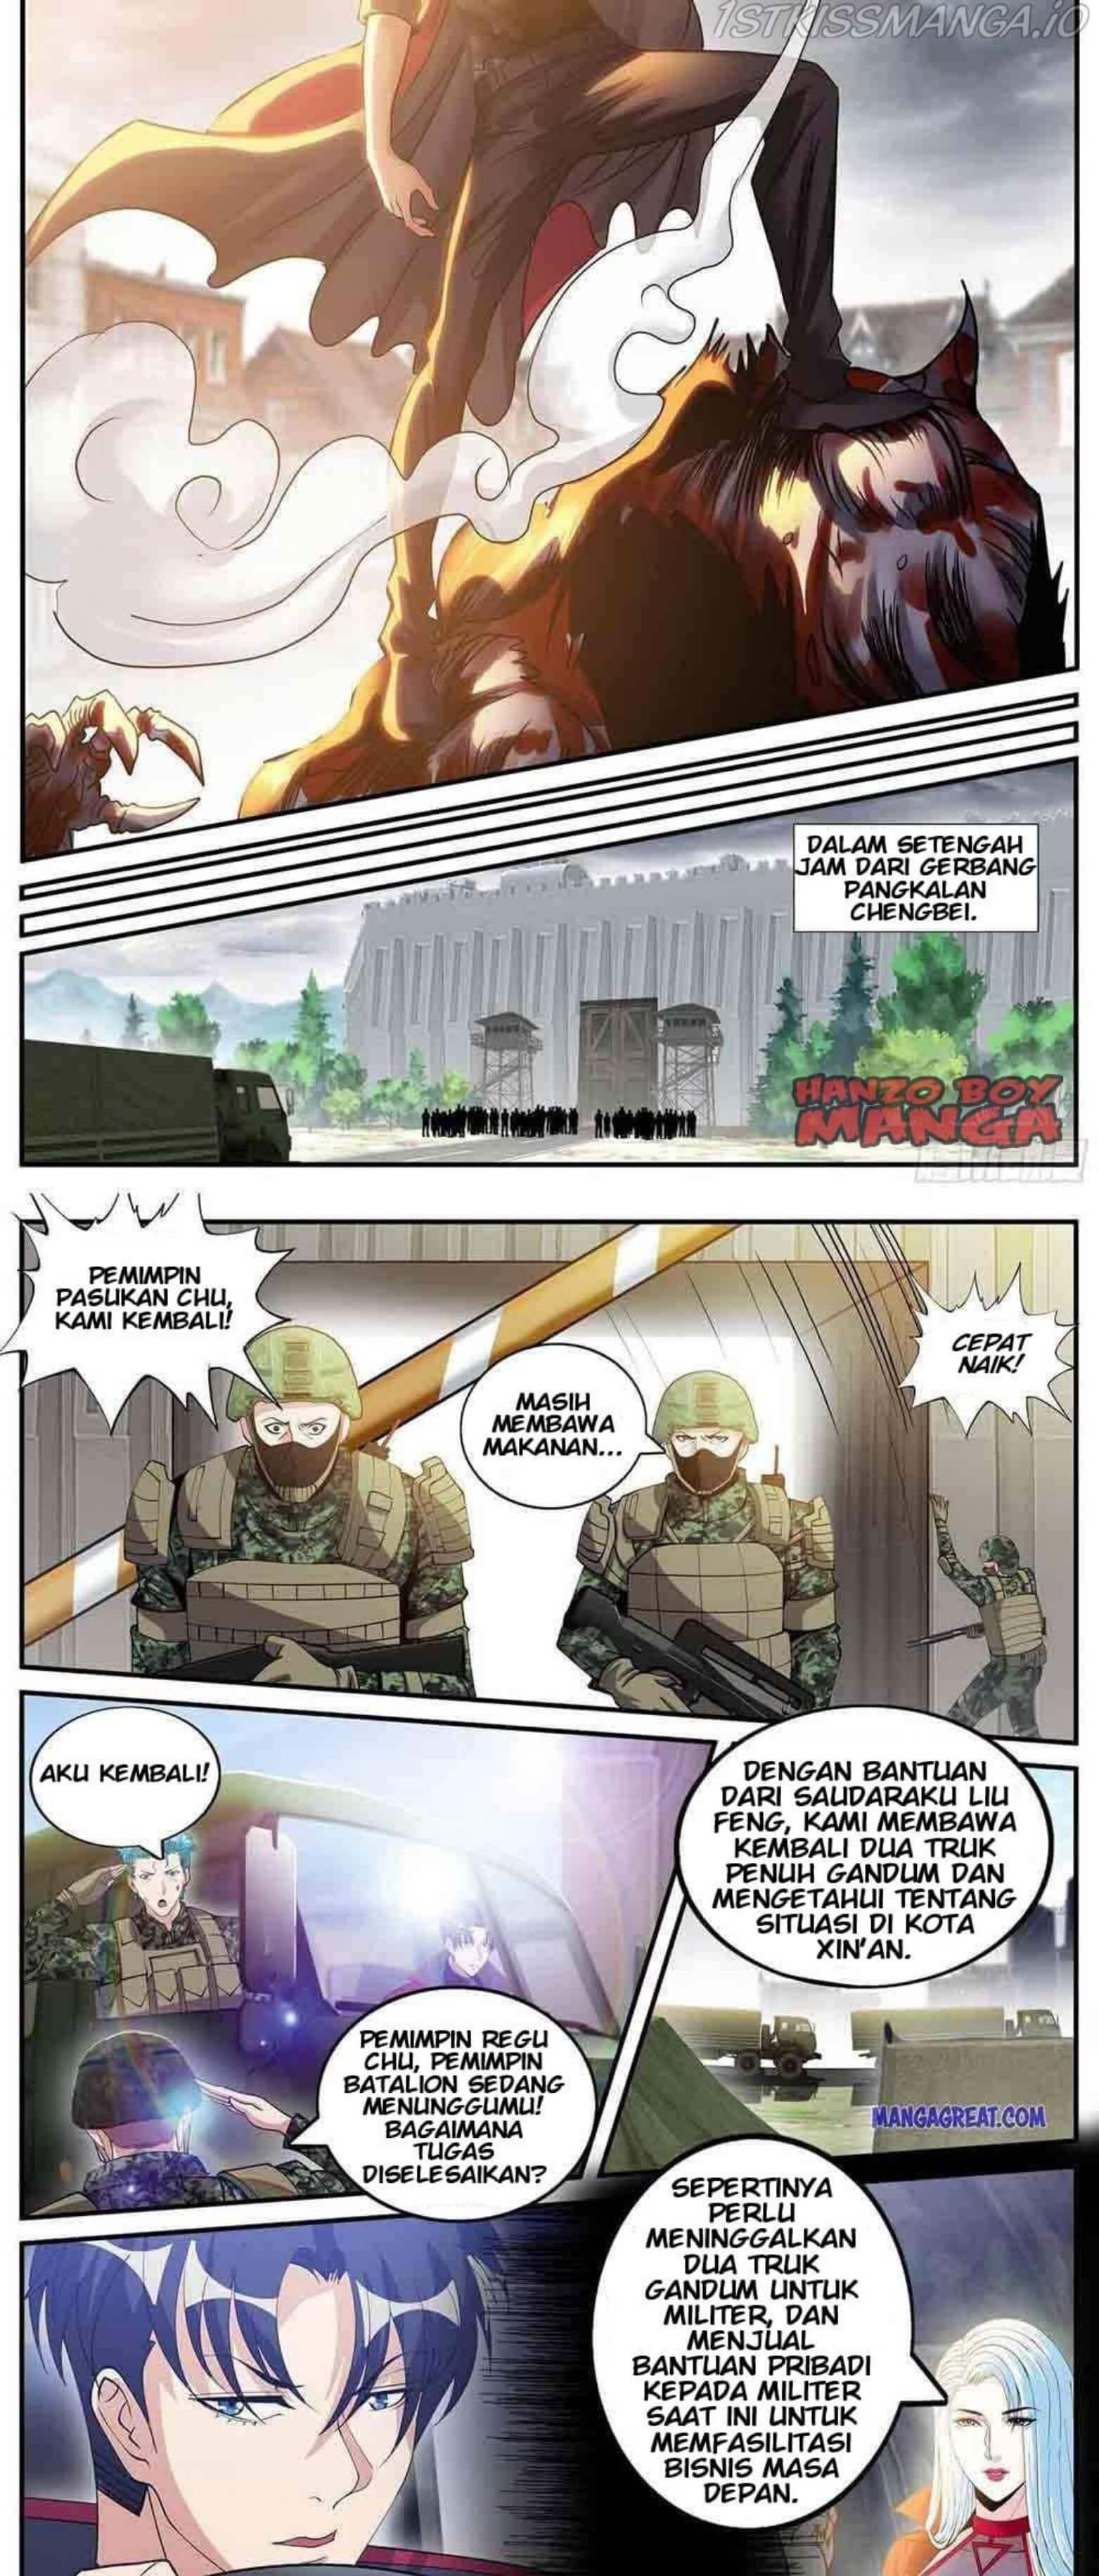 1STKISSMANGA.IO
DALAM SETENGAH
JAM DARI GERBANG
PANGKALAN
CHENGBEI.
HANZO BOY
MANGA
PEMIMPIN
PASUKAN CHU,
KAMI KEMBALI!
MASIH
MEMBAWA
MAKANAN...
CEPAT
NAIK!
AKU KEMBALI!
DENGAN BANTUAN
DARI SAUDARAKU LIU
FENG, KAMI MEMBAWA
KEMBALI DUA TRUK
PENUH GANDUM DAN
MENGETAHUI TENTANG
SITUASI DI KOTA
XIN'AN.
PEMIMPIN REGU
CHU, PEMIMPIN
BATALION SEDANG
MENUNGGUMU!
BAGAIMANA
TUGAS
DISELESAIKAN?
MANGAGREAT.COM
SEPERTINYA
PERLU
MENINGGALKAN
DUA TRUK
GANDUM UNTUK
MILITER, DAN
MENJUAL
BANTUAN PRIBADI
KEPADA MILITER
SAAT INI UNTUK
MEMFASILITASI
BISNIS MASA
DEPAN.